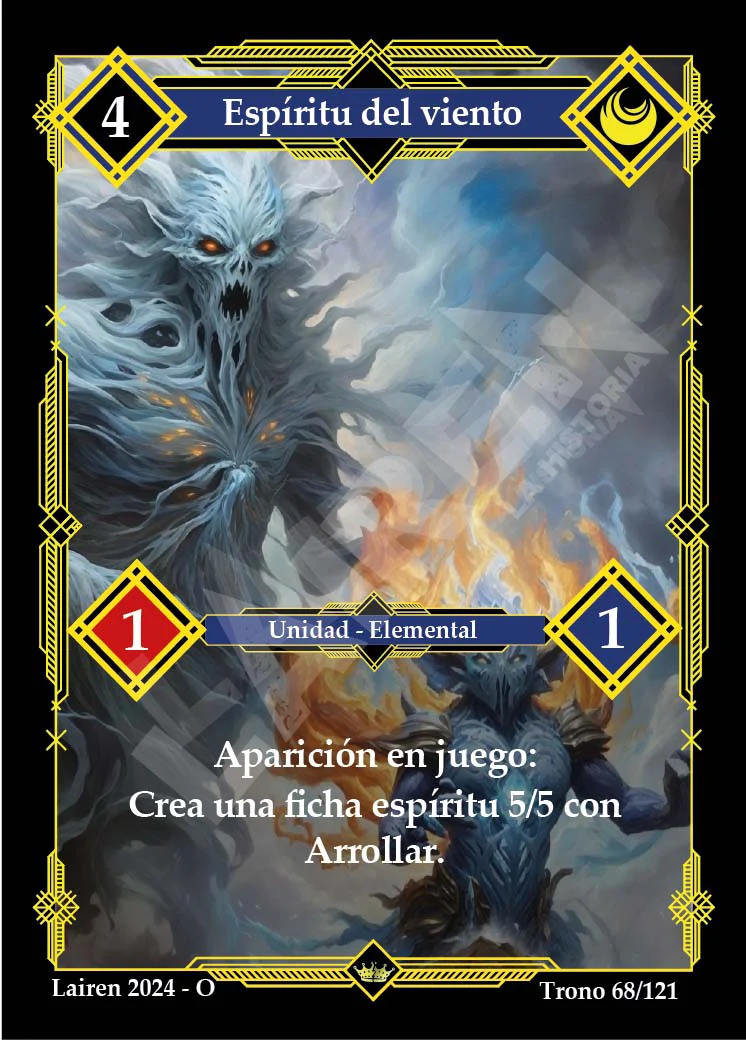 4
Espíritu del viento
1
Unidad - Elemental
1
Aparición en juego:
Crea una ficha espíritu 5/5 con
Arrollar.
Lairen 2024 - O
Trono 68/121